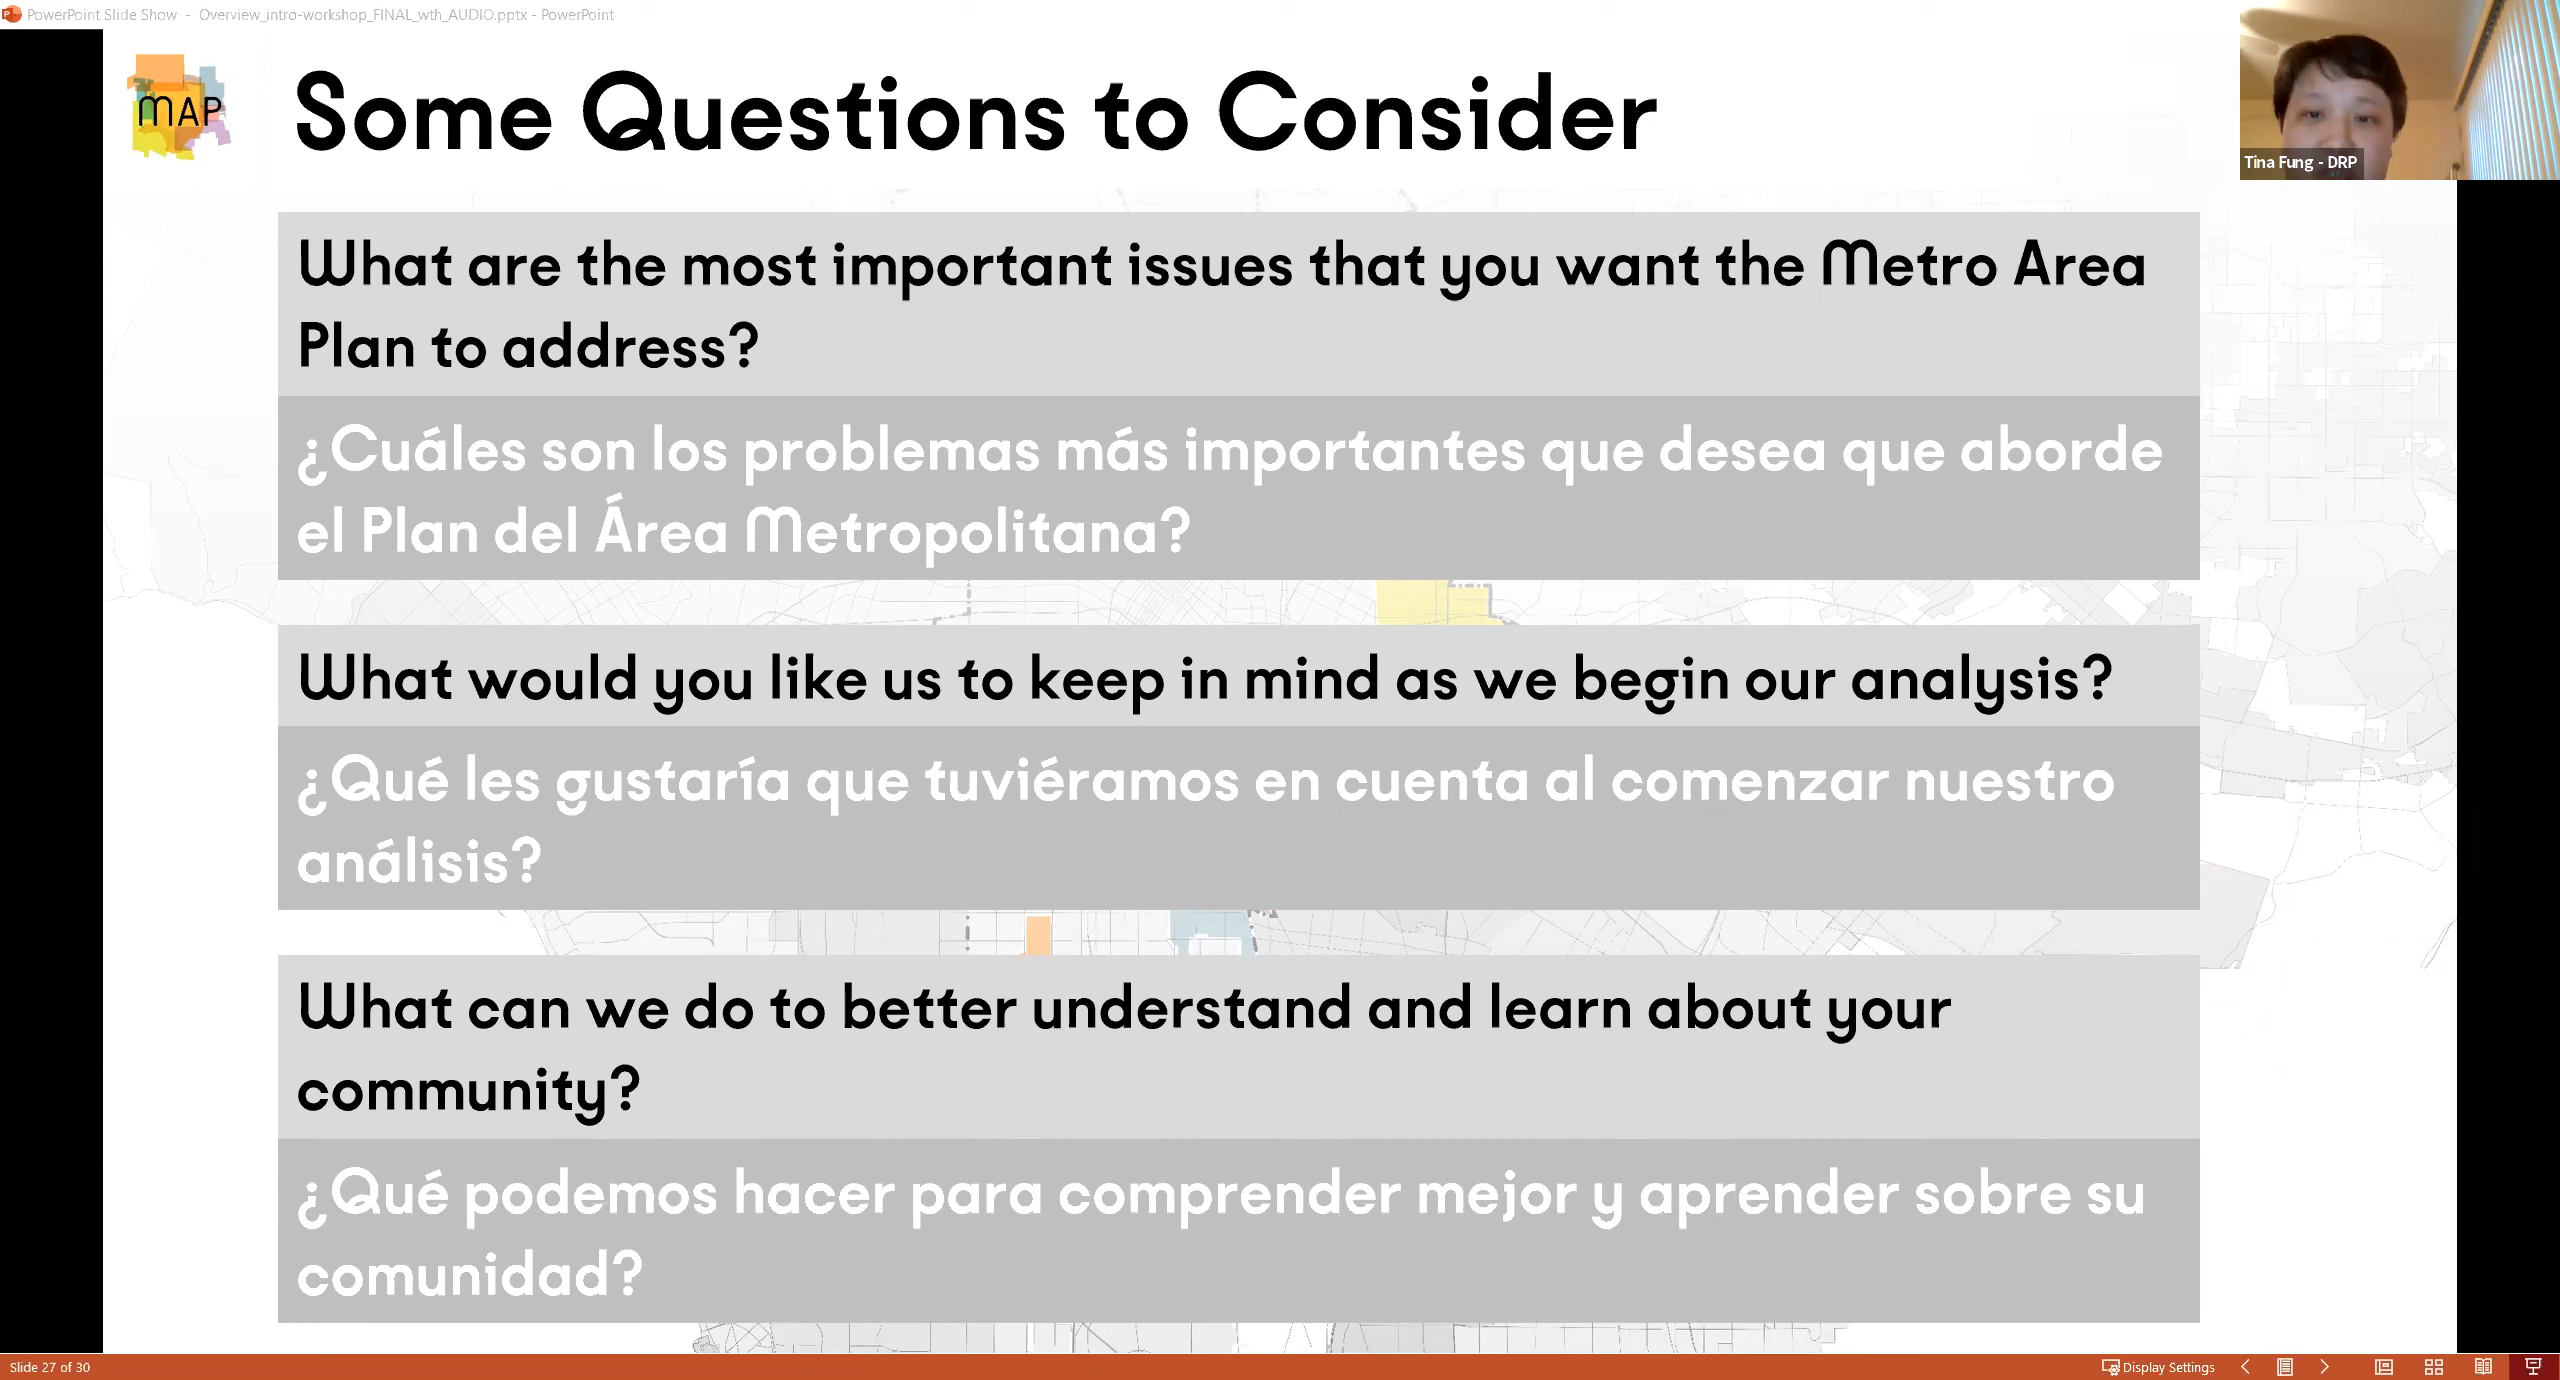 PowerPoint Slide Show - Overview_intro-workshop_FINAL_wth_AUDIO.pptx - PowerPoint
MAP
Some Questions to Consider
Tina Fung - DRP
What are the most important issues that you want the Metro Area
Plan to address?
¿Cuáles son los problemas más importantes que desea que aborde
el Plan del Área Metropolitana?
What would you like us to keep in mind as we begin our analysis?
¿Qué les gustaría que tuviéramos en cuenta al comenzar nuestro
análisis?
What can we do to better understand and learn about your
community?
¿Qué podemos hacer para comprender mejor y aprender sobre su
comunidad?
Slide 27 of 30
Display Settings